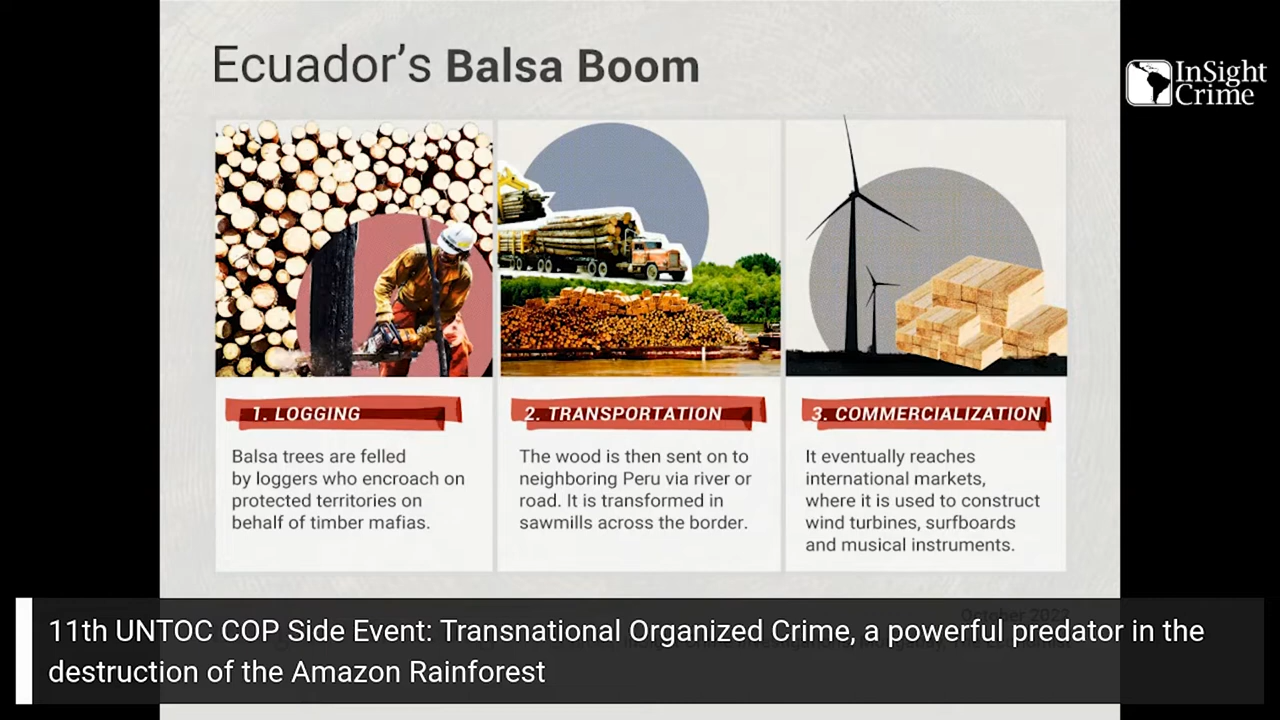 Ecuador's Balsa Boom
InSight
Crime
1. LOGGING
Balsa trees are felled
by loggers who encroach on
protected territories on
behalf of timber mafias.
2. TRANSPORTATION
The wood is then sent on to
neighboring Peru via river or
road. It is transformed in
sawmills across the border.
3. COMMERCIALIZATION
It eventually reaches
international markets,
where it is used to construct
wind turbines, surfboards
and musical instruments.
October 2022
11th UNTOC COP Side Event: Transnational Organized Crime, a powerful predator in the
destruction of the Amazon Rainforest